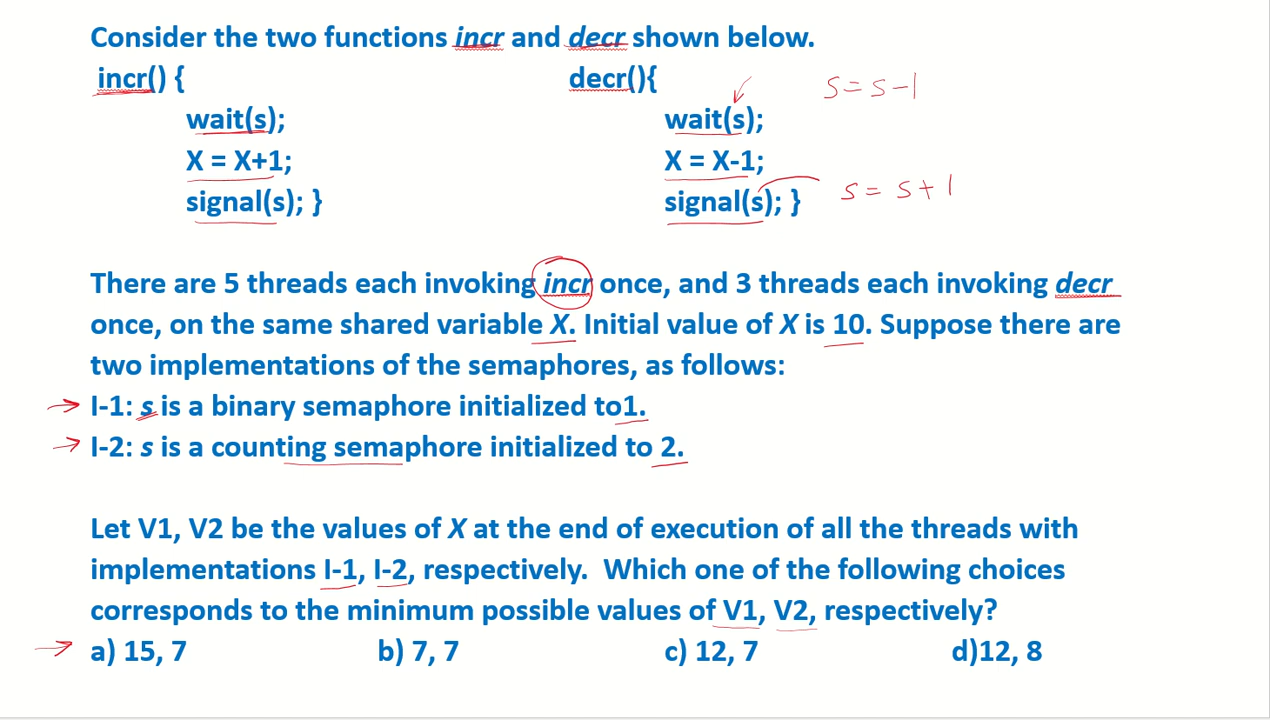 Consider the two functions incr and decr shown below.
incr() { decr(){
wait(s); wait(s); s = s-1
X = X+1; X = X-1;
signal(s); } signal(s); } s = s+1
There are 5 threads each invoking incr once, and 3 threads each invoking decr
once, on the same shared variable X. Initial value of X is 10. Suppose there are
two implementations of the semaphores, as follows:
I-1: s is a binary semaphore initialized to1.
I-2: s is a counting semaphore initialized to 2.
Let V1, V2 be the values of X at the end of execution of all the threads with
implementations I-1, I-2, respectively. Which one of the following choices
corresponds to the minimum possible values of V1, V2, respectively?
a) 15, 7 b) 7, 7 c) 12, 7 d)12, 8